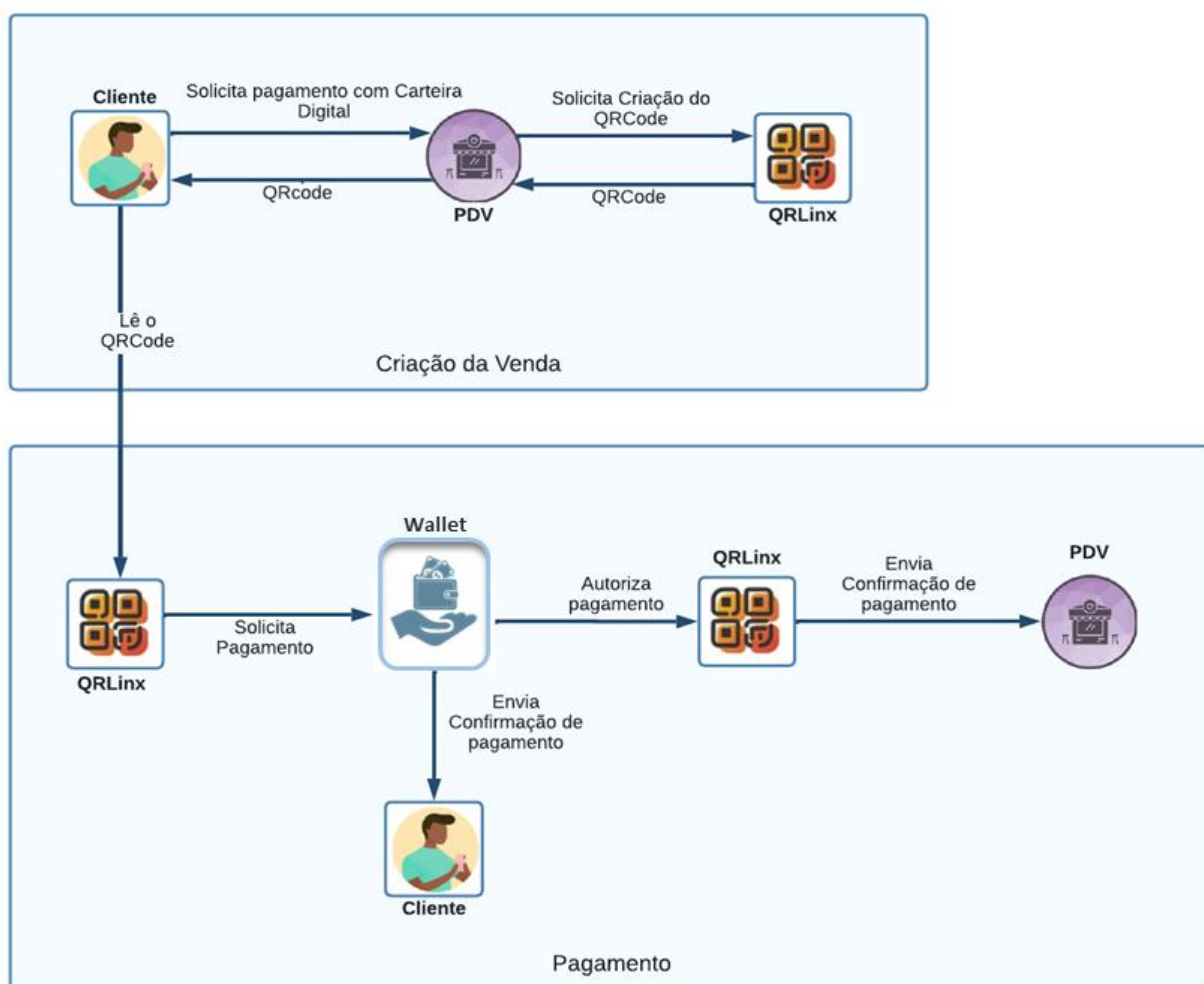 Cliente
Solicita pagamento com Carteira
Digital
Solicita Criação do
QRCode
QRcode
QRCode
PDV
QRLinx
Lê o
QRCode
Criação da Venda
Wallet
QRLinx
PDV
Autoriza
pagamento
Envia
Confirmação de
pagamento
Solicita
Pagamento
QRLinx
Envia
Confirmação de
pagamento
Cliente
Pagamento